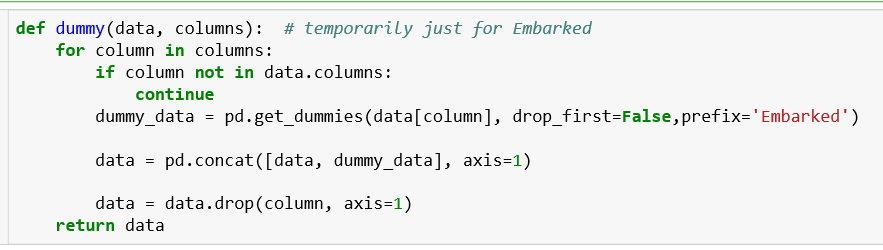 def dummy(data, columns):  # temporarily just for Embarked
    for column in columns:
        if column not in data.columns:
            continue
        dummy_data = pd.get_dummies(data[column], drop_first=False,prefix='Embarked')
        data = pd.concat([data, dummy_data], axis=1)
        data = data.drop(column, axis=1)
    return data